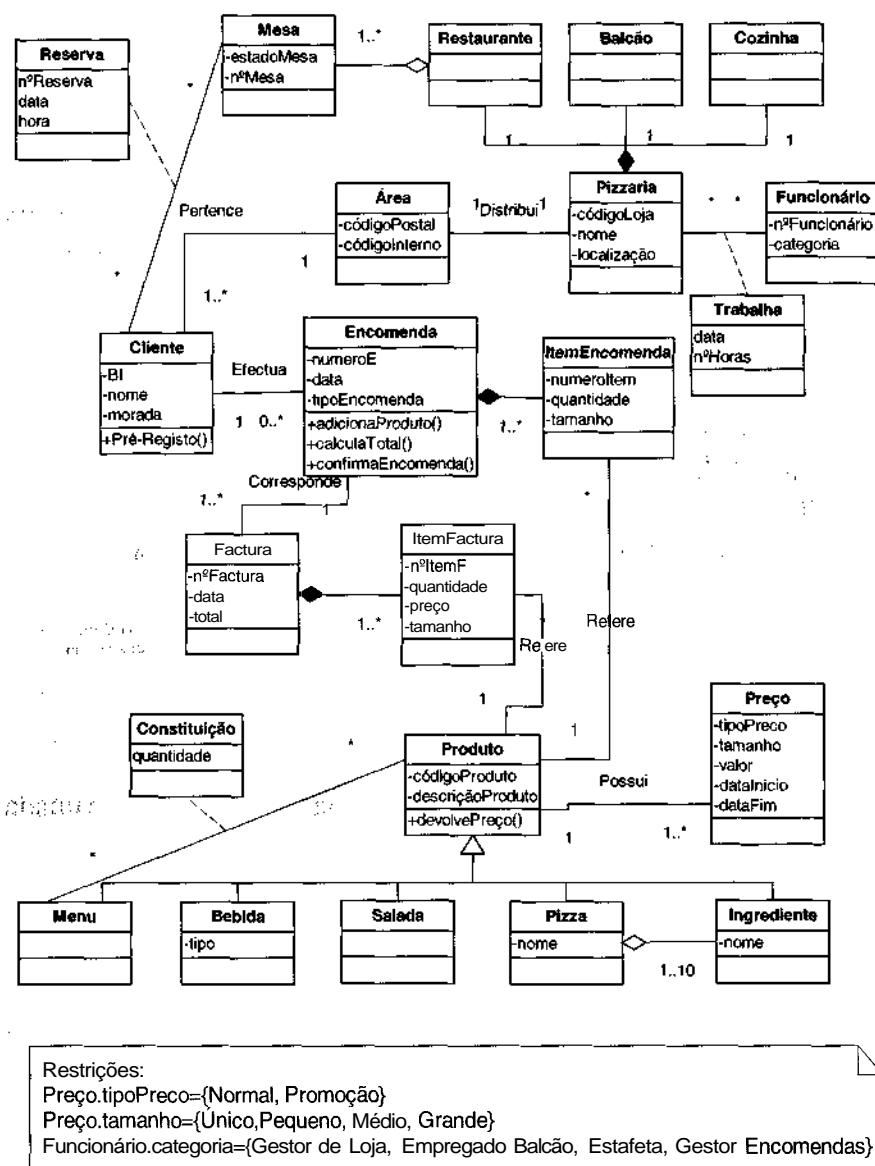 Mesa
-estadoMesa
-nºMesa
1..*
Restaurante
Balcão
Cozinha
Reserva
nºReserva
data
hora
*
1
1
1
Pertence
Área
-códigoPostal
-códigoInterno
1
Distribui
1
Pizzaria
-códigoLoja
-nome
-localização
*
*
Funcionário
-nºFuncionário
-categoria
Trabalha
data
nºHoras
1
*
1..*
Cliente
-BI
-nome
-morada
+Pré-Registo()
Efectua
1
0..*
Encomenda
-numeroE
-data
-tipoEncomenda
+adicionaProduto()
+calculaTotal()
+confirmaEncomenda()
1..*
ItemEncomenda
-numeroItem
-quantidade
-tamanho
Corresponde
1..*
1
*
Factura
-nºFactura
-data
-total
1..*
ItemFactura
-nºItemF
-quantidade
-preço
-tamanho
Refere
Refere
1
1
Constituição
quantidade
*
*
Produto
-códigoProduto
-descriçãoProduto
+devolvePreço()
Possui
1
1..*
Preço
-tipoPreco
-tamanho
-valor
-dataInicio
-dataFim
Menu
Bebida
-tipo
Salada
Pizza
-nome
1..10
Ingrediente
-nome
Restrições:
Preço.tipoPreco={Normal, Promoção}
Preço.tamanho={Único,Pequeno, Médio, Grande}
Funcionário.categoria={Gestor de Loja, Empregado Balcão, Estafeta, Gestor Encomendas}